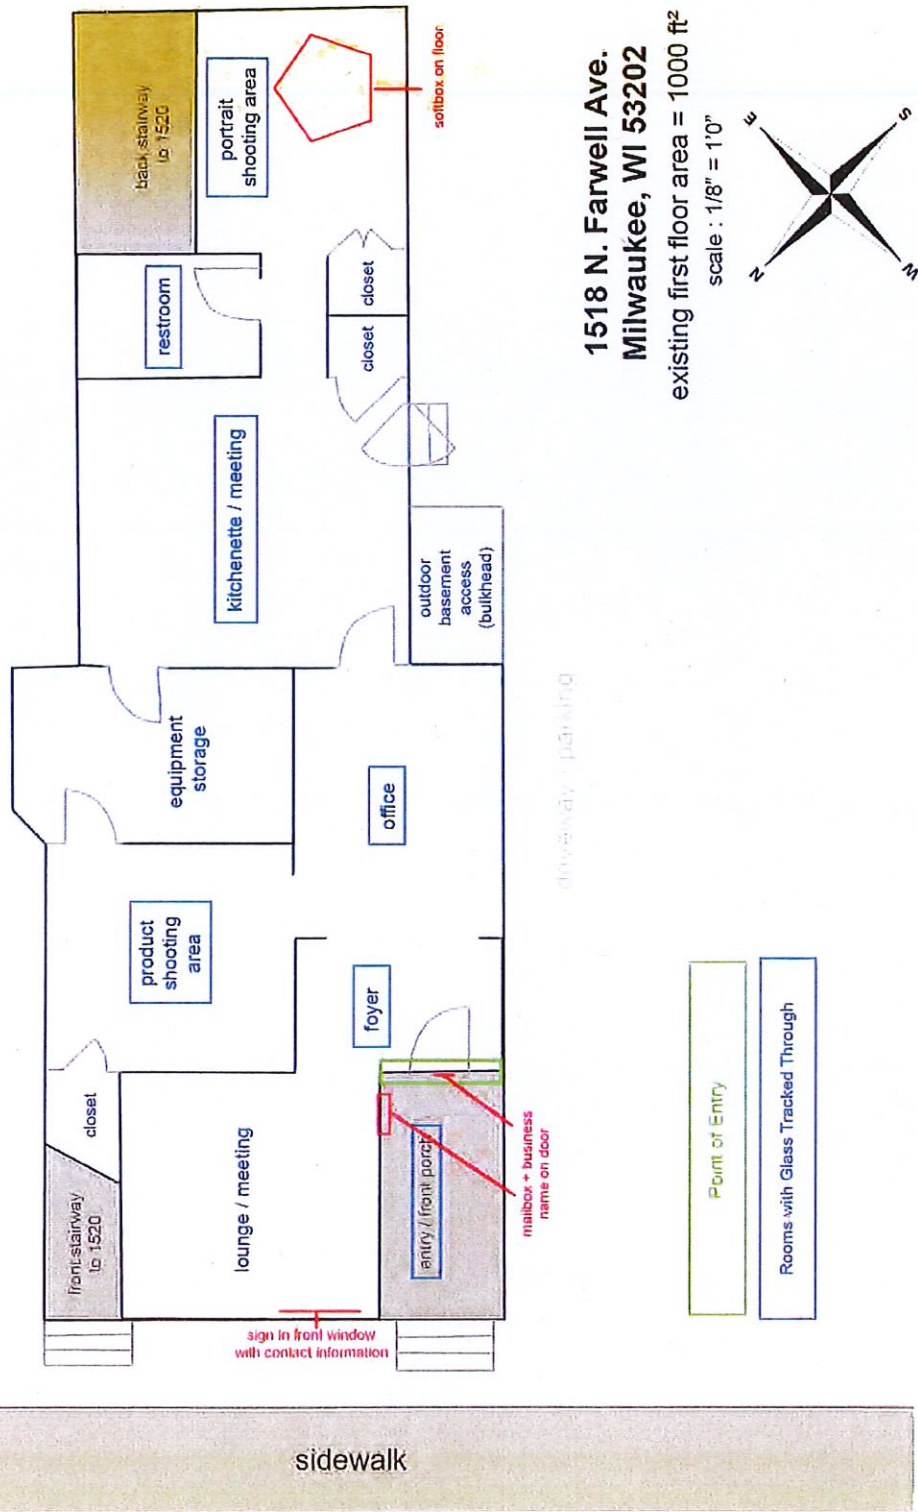 back stairway
to 1520
portrait
shooting area
softbox on floor
restroom
closet
closet
kitchenette / meeting
outdoor
basement
access
(bulkhead)
equipment
storage
office
driveway / parking
product
shooting
area
foyer
closet
front stairway
to 1520
lounge / meeting
entry / front porch
mailbox + business
name on door
sign in front window
with contact information
sidewalk
1518 N. Farwell Ave.
Milwaukee, WI 53202
existing first floor area = 1000 ft²
scale : 1/8" = 1'0"
N
E
S
W
Point of Entry
Rooms with Glass Tracked Through